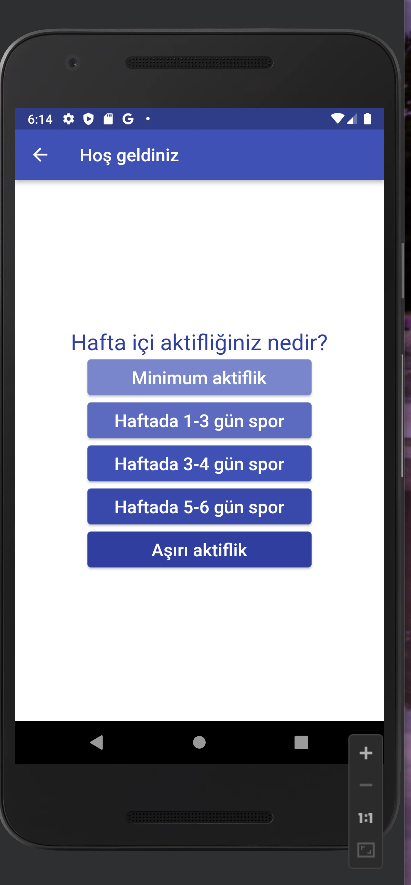 6:14
Hoş geldiniz
Hafta içi aktifliğiniz nedir?
Minimum aktiflik
Haftada 1-3 gün spor
Haftada 3-4 gün spor
Haftada 5-6 gün spor
Aşırı aktiflik
1:1